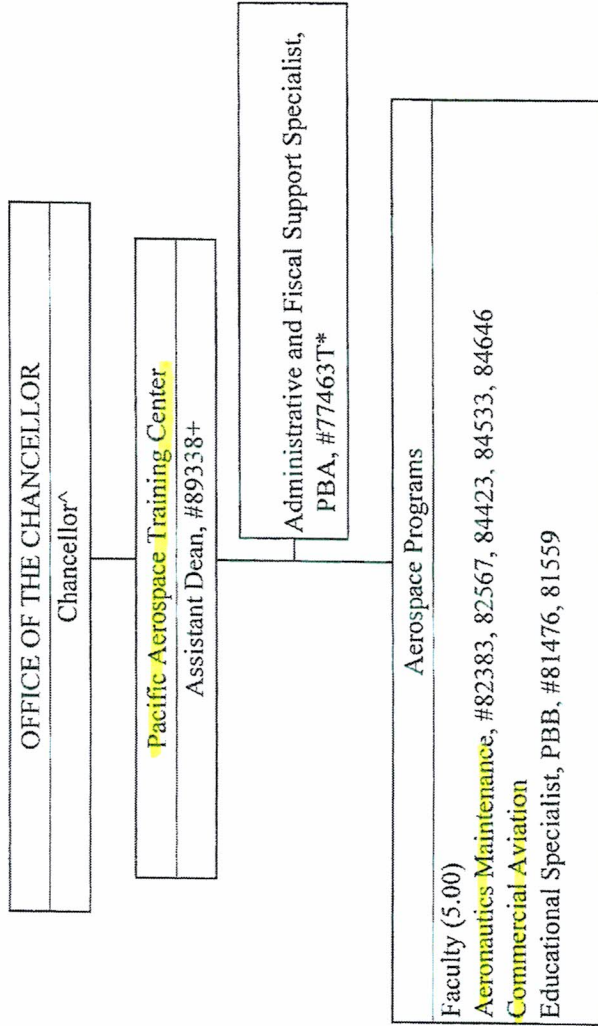 OFFICE OF THE CHANCELLOR
Chancellor^
Pacific Aerospace Training Center
Assistant Dean, #89338+
Administrative and Fiscal Support Specialist,
PBA, #77463T*
Aerospace Programs
Faculty (5.00)
Aeronautics Maintenance, #82383, 82567, 84423, 84533, 84646
Commercial Aviation
Educational Specialist, PBB, #81476, 81559